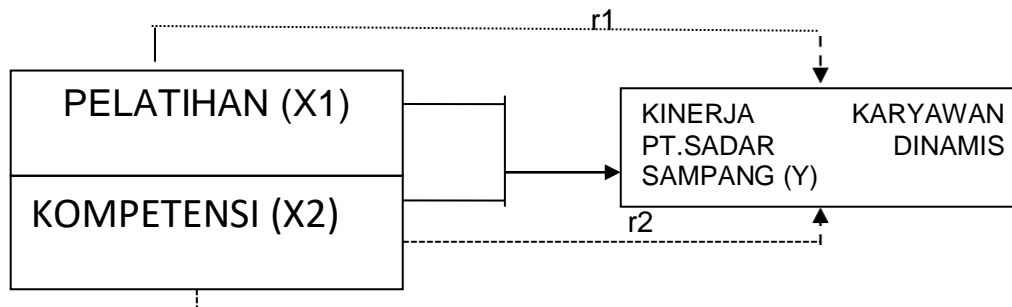 r1
PELATIHAN (X1)
KINERJA KARYAWAN
PT.SADAR DINAMIS
SAMPANG (Y)
KOMPETENSI (X2)
r2